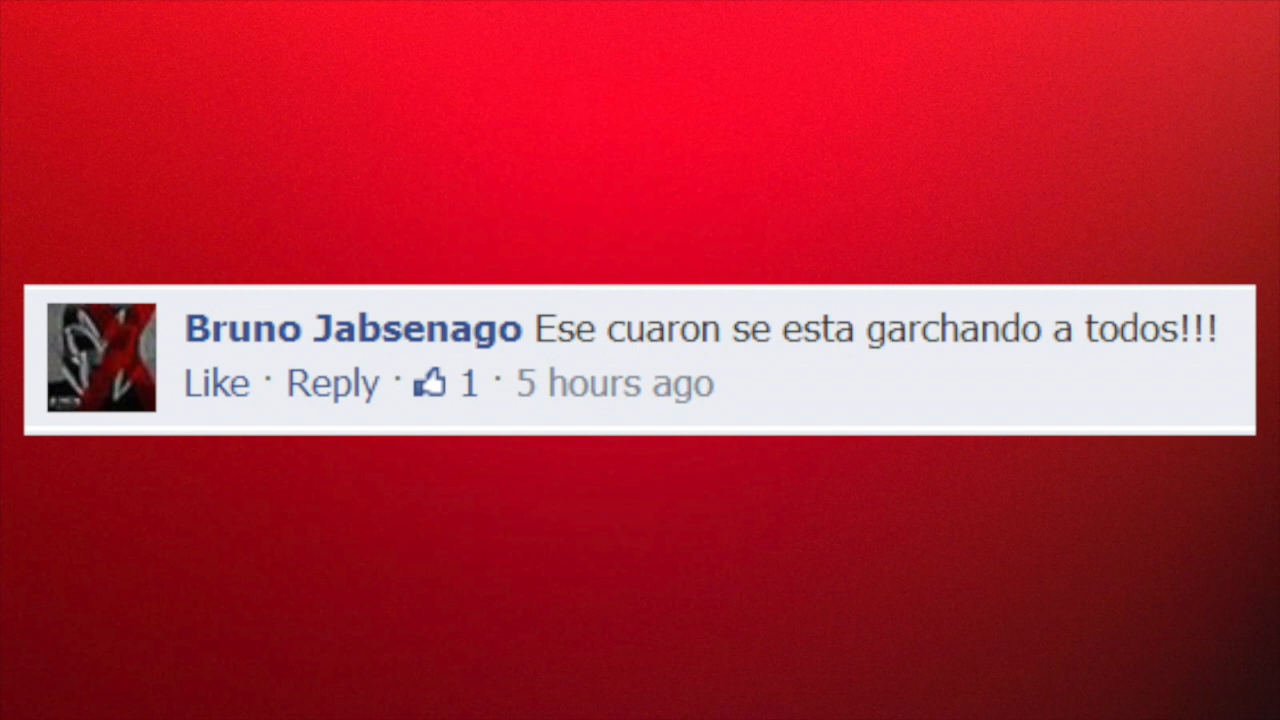 Bruno Jabsenago Ese cuaron se esta garchando a todos!!!
Like · Reply · 1 · 5 hours ago